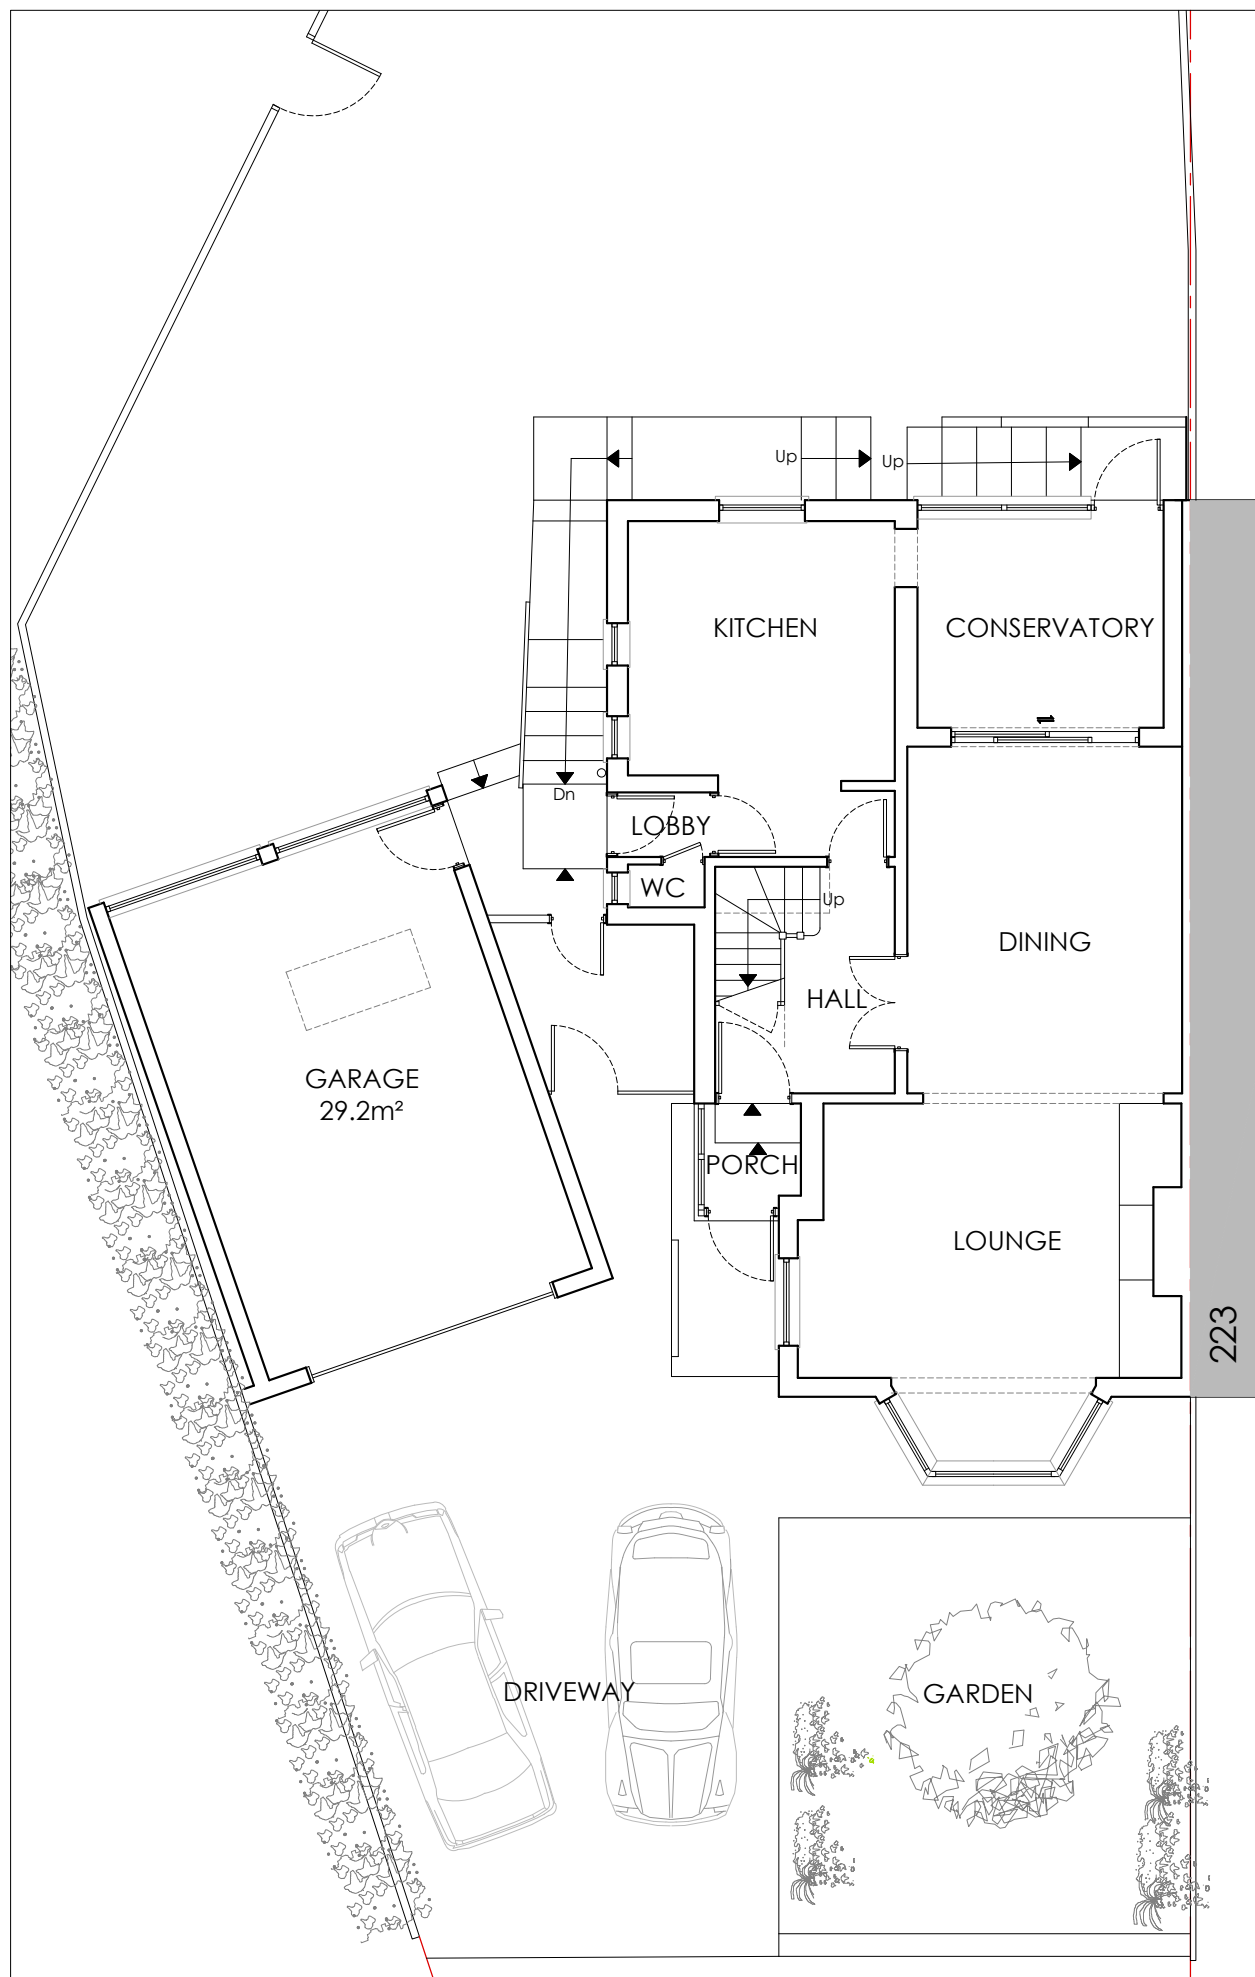 Up
Up
KITCHEN
CONSERVATORY
Dn
LOBBY
WC
Up
DINING
HALL
GARAGE
29.2m²
PORCH
LOUNGE
223
DRIVEWAY
GARDEN